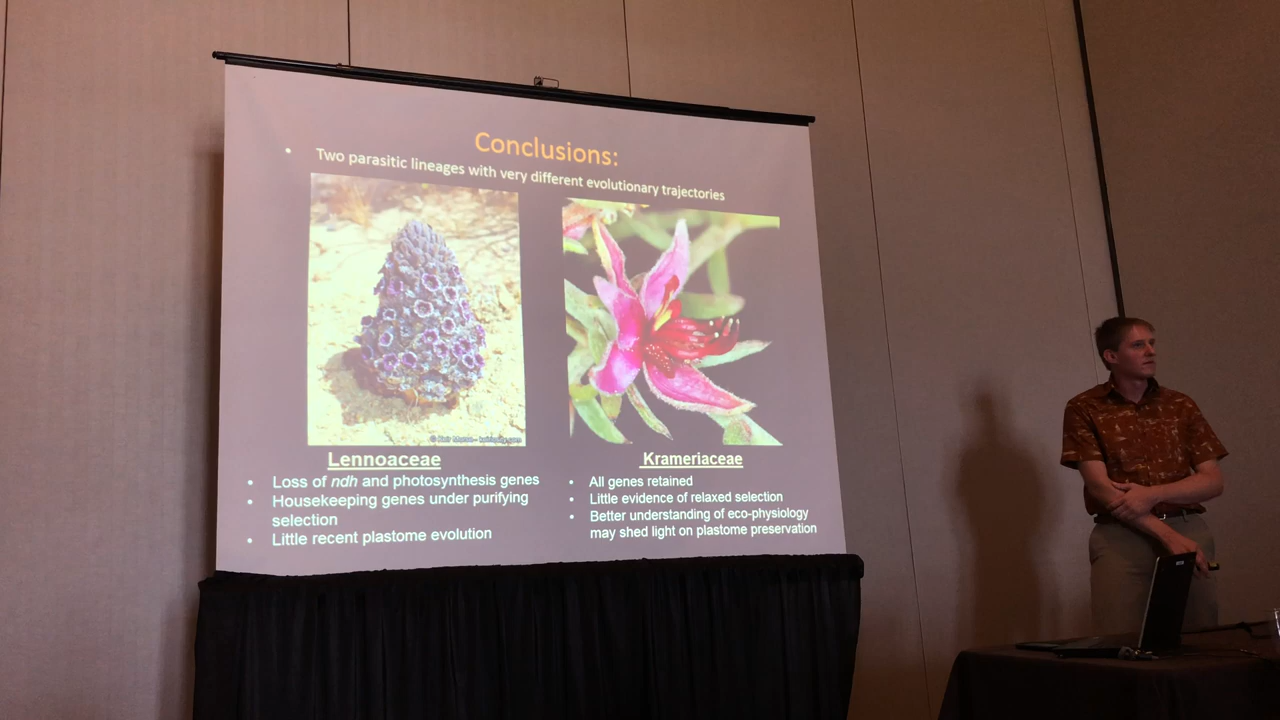 Conclusions:
• Two parasitic lineages with very different evolutionary trajectories
Lennoaceae
• Loss of ndh and photosynthesis genes
• Housekeeping genes under purifying
selection
• Little recent plastome evolution
Krameriaceae
• All genes retained
• Little evidence of relaxed selection
• Better understanding of eco-physiology
may shed light on plastome preservation